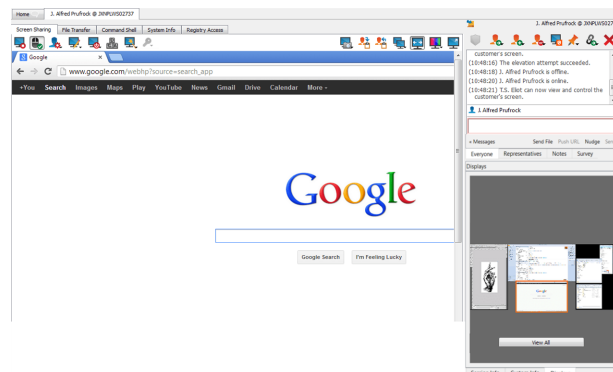 Home
J. Alfred Prufrock @ JXNPLWS02737
Screen Sharing
File Transfer
Command Shell
System Info
Registry Access
Google
www.google.com/webhp?source=search_app
+You Search Images Maps Play YouTube News Gmail Drive Calendar More
Google
Google Search
I'm Feeling Lucky
J. Alfred Prufrock @ JXNPLWS027
customer's screen.
(10:48:16) The elevation attempt succeeded.
(10:48:18) J. Alfred Prufrock is offline.
(10:48:20) J. Alfred Prufrock is online.
(10:48:21) T.S. Eliot can now view and control the
customer's screen.
J. Alfred Prufrock
« Messages
Send File Push URL Nudge
Everyone Representatives Notes Survey
Displays
View All